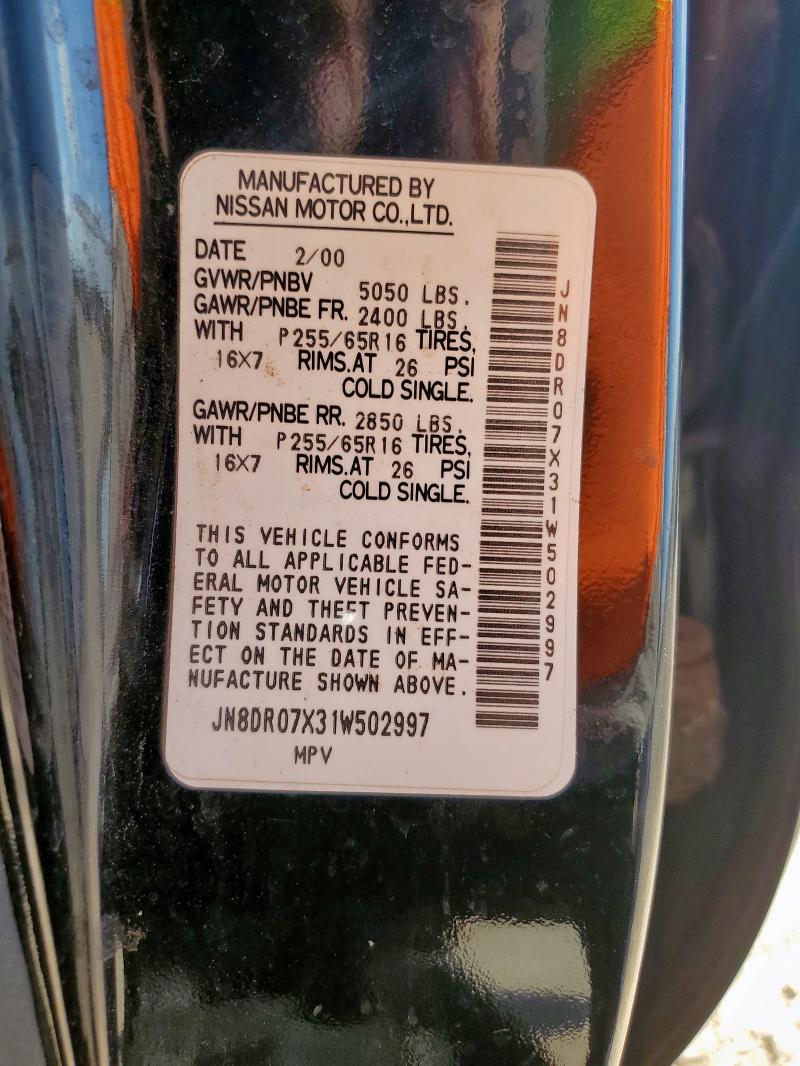 MANUFACTURED BY
NISSAN MOTOR CO.,LTD.
DATE 2/00
GVWR/PNBV 5050 LBS.
GAWR/PNBE FR. 2400 LBS.
WITH P255/65R16 TIRES,
16X7 RIMS.AT 26 PSI
COLD SINGLE.
GAWR/PNBE RR. 2850 LBS.
WITH P255/65R16 TIRES,
16X7 RIMS.AT 26 PSI
COLD SINGLE.
THIS VEHICLE CONFORMS
TO ALL APPLICABLE FED-
ERAL MOTOR VEHICLE SA-
FETY AND THEFT PREVEN-
TION STANDARDS IN EFF-
ECT ON THE DATE OF MA-
NUFACTURE SHOWN ABOVE.
JN8DR07X31W502997
MPV
JN8DR07X31W502997